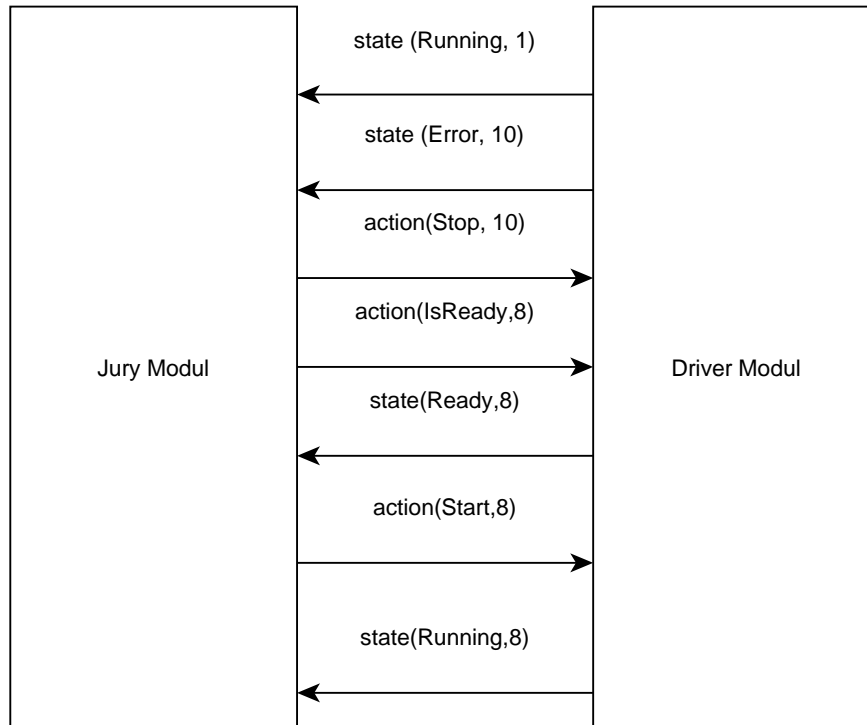 state (Running, 1)
state (Error, 10)
action(Stop, 10)
action(IsReady,8)
Jury Modul
Driver Modul
state(Ready,8)
action(Start,8)
state(Running,8)